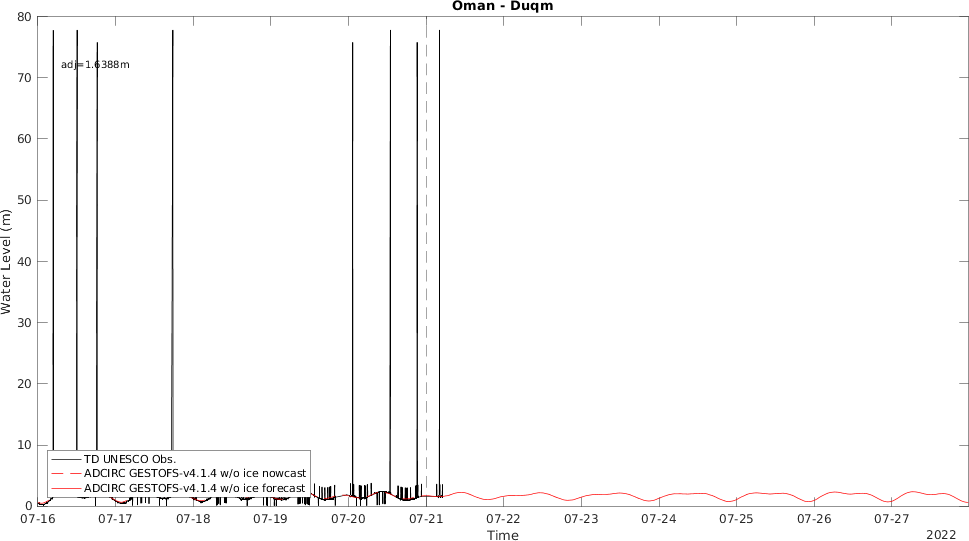 Oman - Duqm
80
70
60
50
40
30
20
10
0
Water Level (m)
adj=1.6388m
TD UNESCO Obs.
ADCIRC GESTOFS-v4.1.4 w/o ice nowcast
ADCIRC GESTOFS-v4.1.4 w/o ice forecast
07-16 07-17 07-18 07-19 07-20 07-21 07-22 07-23 07-24 07-25 07-26 07-27
Time
2022